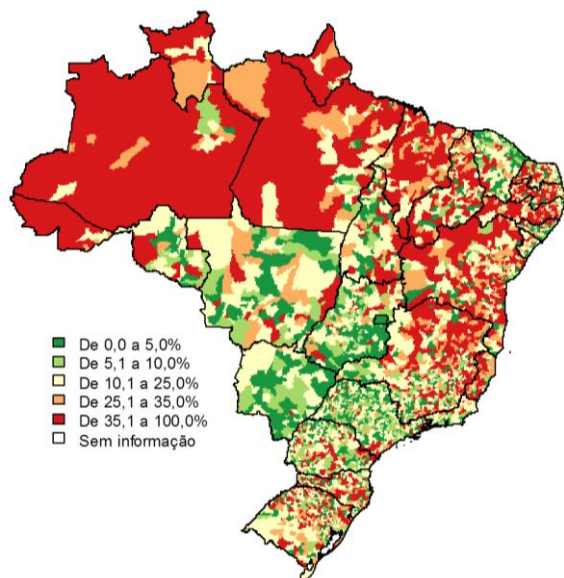 De 0,0 a 5,0%
De 5,1 a 10,0%
De 10,1 a 25,0%
De 25,1 a 35,0%
De 35,1 a 100,0%
Sem informação